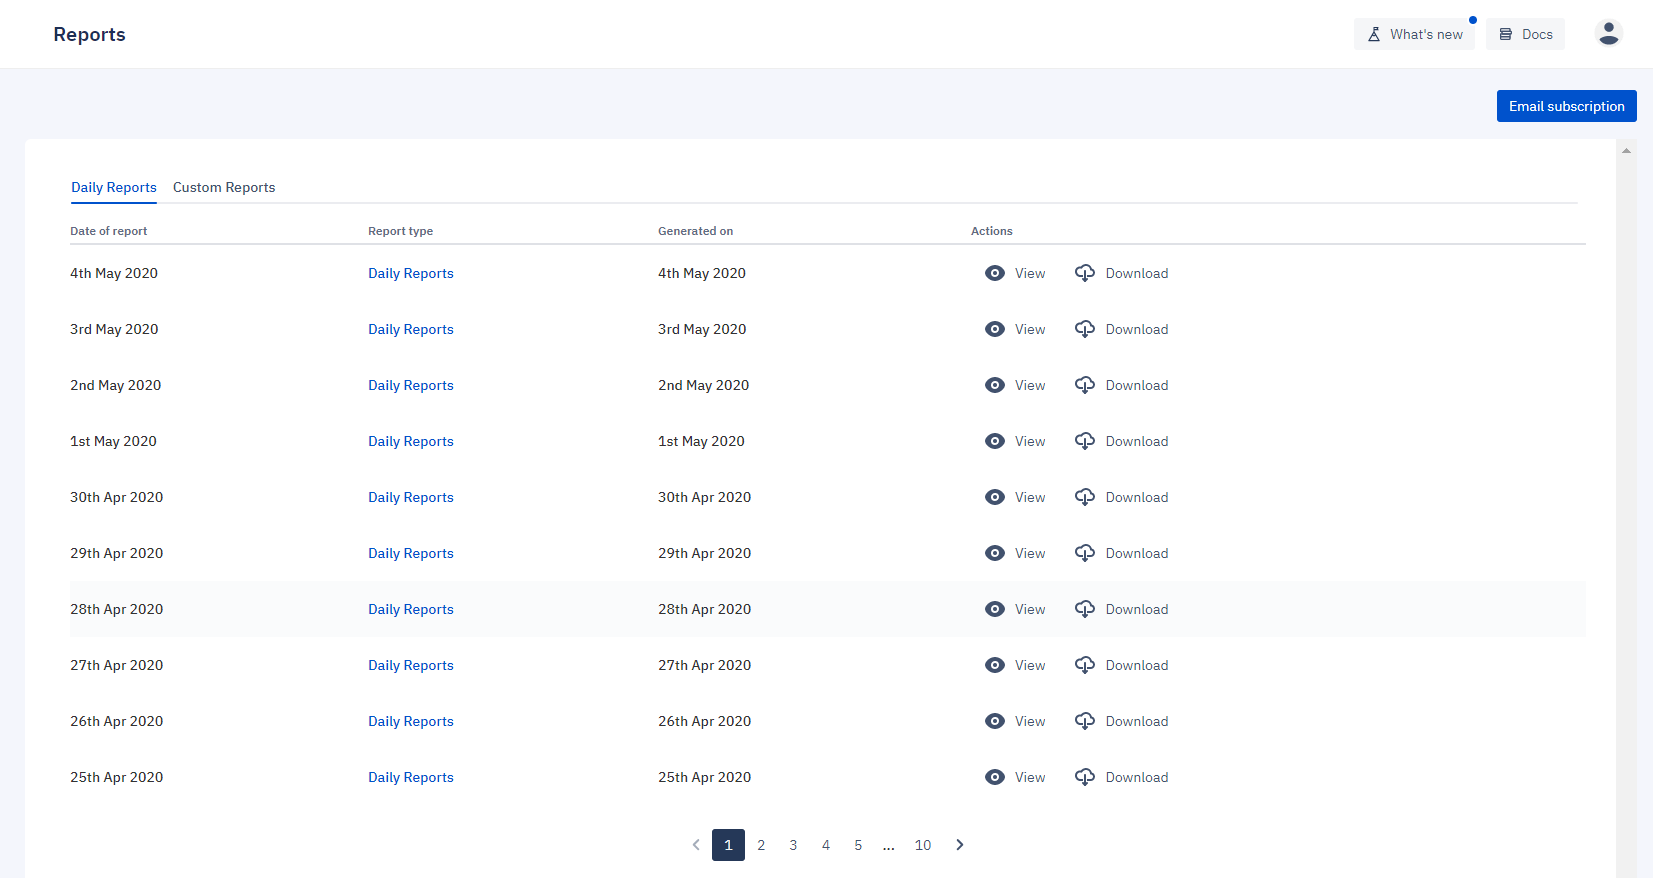 Reports
What's new
Docs
Email subscription
Daily Reports Custom Reports
Date of report Report type Generated on Actions
4th May 2020 Daily Reports 4th May 2020 View Download
3rd May 2020 Daily Reports 3rd May 2020 View Download
2nd May 2020 Daily Reports 2nd May 2020 View Download
1st May 2020 Daily Reports 1st May 2020 View Download
30th Apr 2020 Daily Reports 30th Apr 2020 View Download
29th Apr 2020 Daily Reports 29th Apr 2020 View Download
28th Apr 2020 Daily Reports 28th Apr 2020 View Download
27th Apr 2020 Daily Reports 27th Apr 2020 View Download
26th Apr 2020 Daily Reports 26th Apr 2020 View Download
25th Apr 2020 Daily Reports 25th Apr 2020 View Download
1 2 3 4 5 ... 10